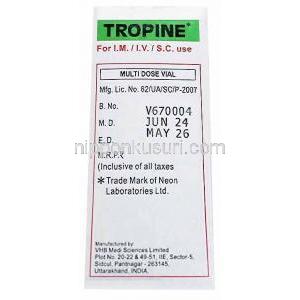 TROPINE*
For I.M. / I.V. / S.C. use
MULTI DOSE VIAL
Mfg. Lic. No. 62/UA/SC/P-2007
B. No. V670004
M. D. JUN 24
E. D. MAY 26
M.R.P.₹
(Inclusive of all taxes
* Trade Mark of Neon
Laboratories Ltd.
nipponkusuri.com
Manufactured by:
VHB Medi Sciences Limited
Plot No. 20-22 & 49-51, IIE, Sector-5,
Sidcul, Pantnagar - 263145,
Uttarakhand, INDIA.